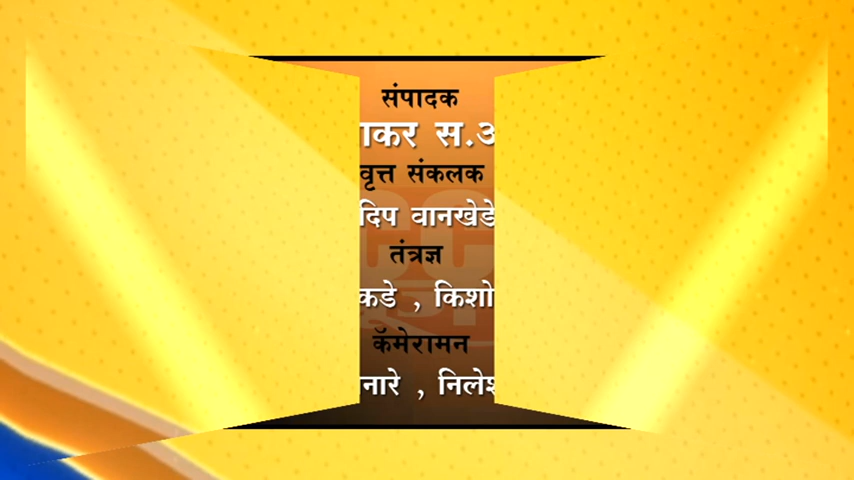 संपादक
ाकर स.अ
वृत्त संकलक
दिप वानखेडे
तंत्रज्ञ
कडे , किशो
कॅमेरामन
नारे , निलेश